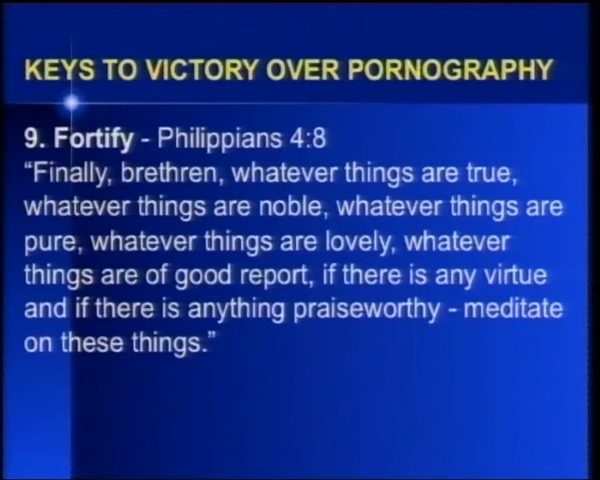 KEYS TO VICTORY OVER PORNOGRAPHY
9. Fortify - Philippians 4:8
“Finally, brethren, whatever things are true,
whatever things are noble, whatever things are
pure, whatever things are lovely, whatever
things are of good report, if there is any virtue
and if there is anything praiseworthy - meditate
on these things.”